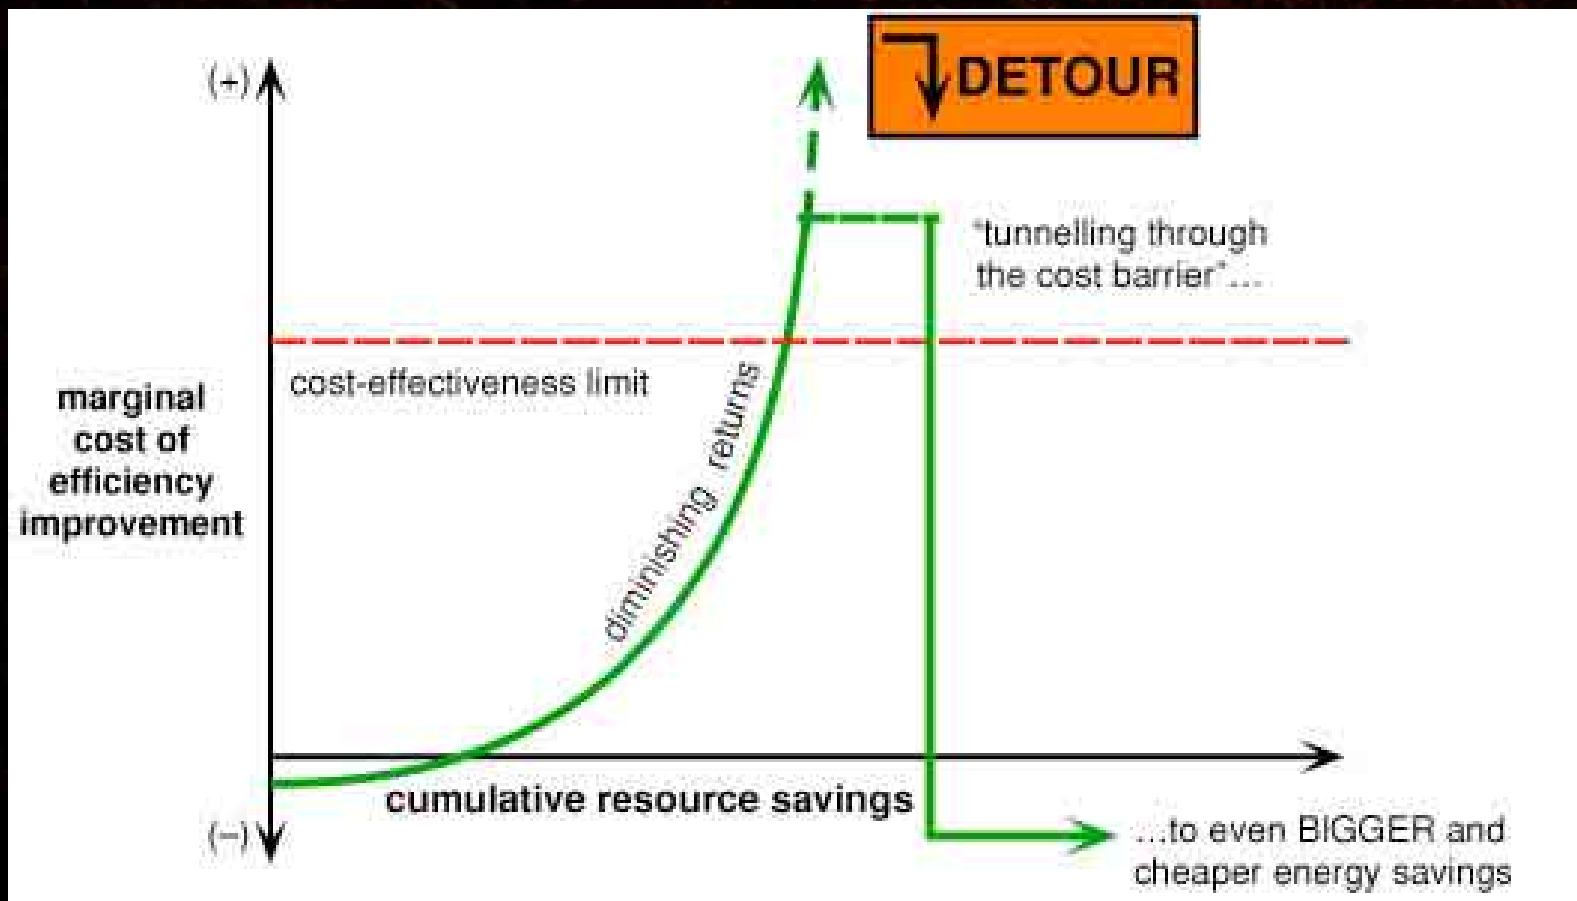 (+)
DETOUR
"tunnelling through
the cost barrier"...
cost-effectiveness limit
marginal
cost of
efficiency
improvement
diminishing returns
cumulative resource savings
(−)
...to even BIGGER and
cheaper energy savings